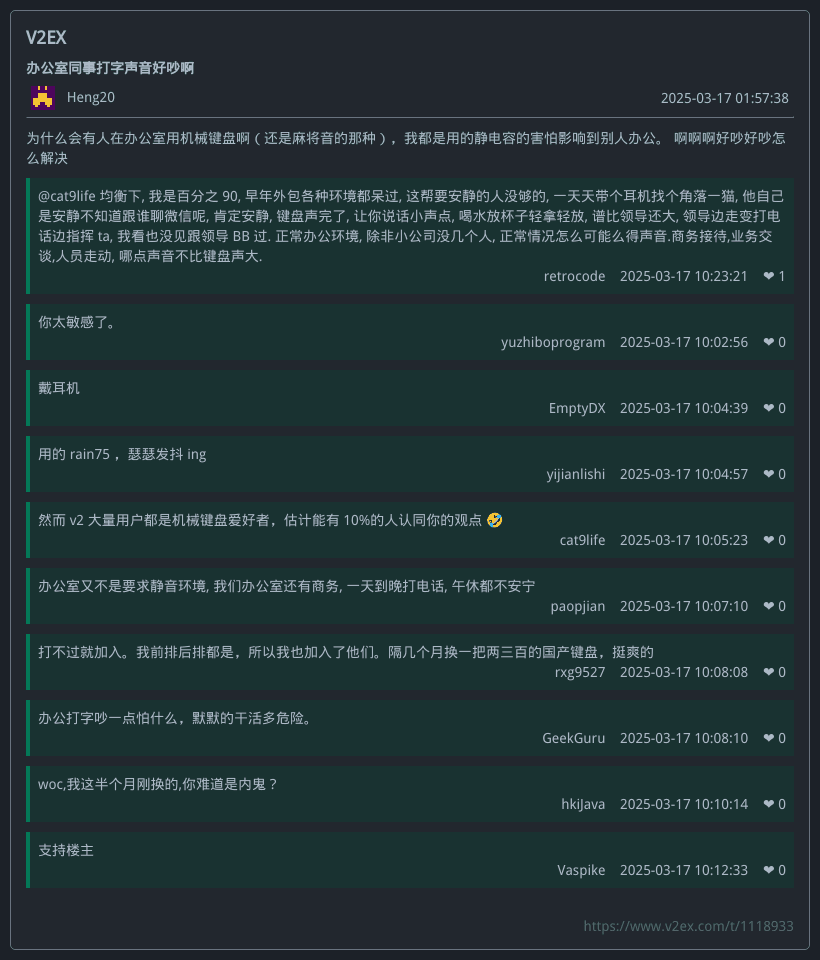 V2EX
办公室同事打字声音好吵啊
Heng20
2025-03-17 01:57:38
为什么会有人在办公室用机械键盘啊（还是麻将音的那种），我都是用的静电容的害怕影响到别人办公。 啊啊啊好吵好吵怎
么解决
@cat9life 均衡下, 我是百分之 90, 早年外包各种环境都呆过, 这帮要安静的人没够的, 一天天带个耳机找个角落一猫, 他自己
是安静不知道跟谁聊微信呢, 肯定安静, 键盘声完了, 让你说话小声点, 喝水放杯子轻拿轻放, 谱比领导还大, 领导边走变打电
话边指挥 ta, 我看也没见跟领导 BB 过. 正常办公环境, 除非小公司没几个人, 正常情况怎么可能么得声音.商务接待,业务交
谈,人员走动, 哪点声音不比键盘声大.
retrocode 2025-03-17 10:23:21 ❤ 1
你太敏感了。
yuzhiboprogram 2025-03-17 10:02:56 ❤ 0
戴耳机
EmptyDX 2025-03-17 10:04:39 ❤ 0
用的 rain75 ，瑟瑟发抖 ing
yijianlishi 2025-03-17 10:04:57 ❤ 0
然而 v2 大量用户都是机械键盘爱好者，估计能有 10%的人认同你的观点 🤣
cat9life 2025-03-17 10:05:23 ❤ 0
办公室又不是要求静音环境, 我们办公室还有商务, 一天到晚打电话, 午休都不安宁
paopjian 2025-03-17 10:07:10 ❤ 0
打不过就加入。我前排后排都是，所以我也加入了他们。隔几个月换一把两三百的国产键盘，挺爽的
rxg9527 2025-03-17 10:08:08 ❤ 0
办公打字吵一点怕什么，默默的干活多危险。
GeekGuru 2025-03-17 10:08:10 ❤ 0
woc,我这半个月刚换的,你难道是内鬼？
hkiJava 2025-03-17 10:10:14 ❤ 0
支持楼主
Vaspike 2025-03-17 10:12:33 ❤ 0
https://www.v2ex.com/t/1118933